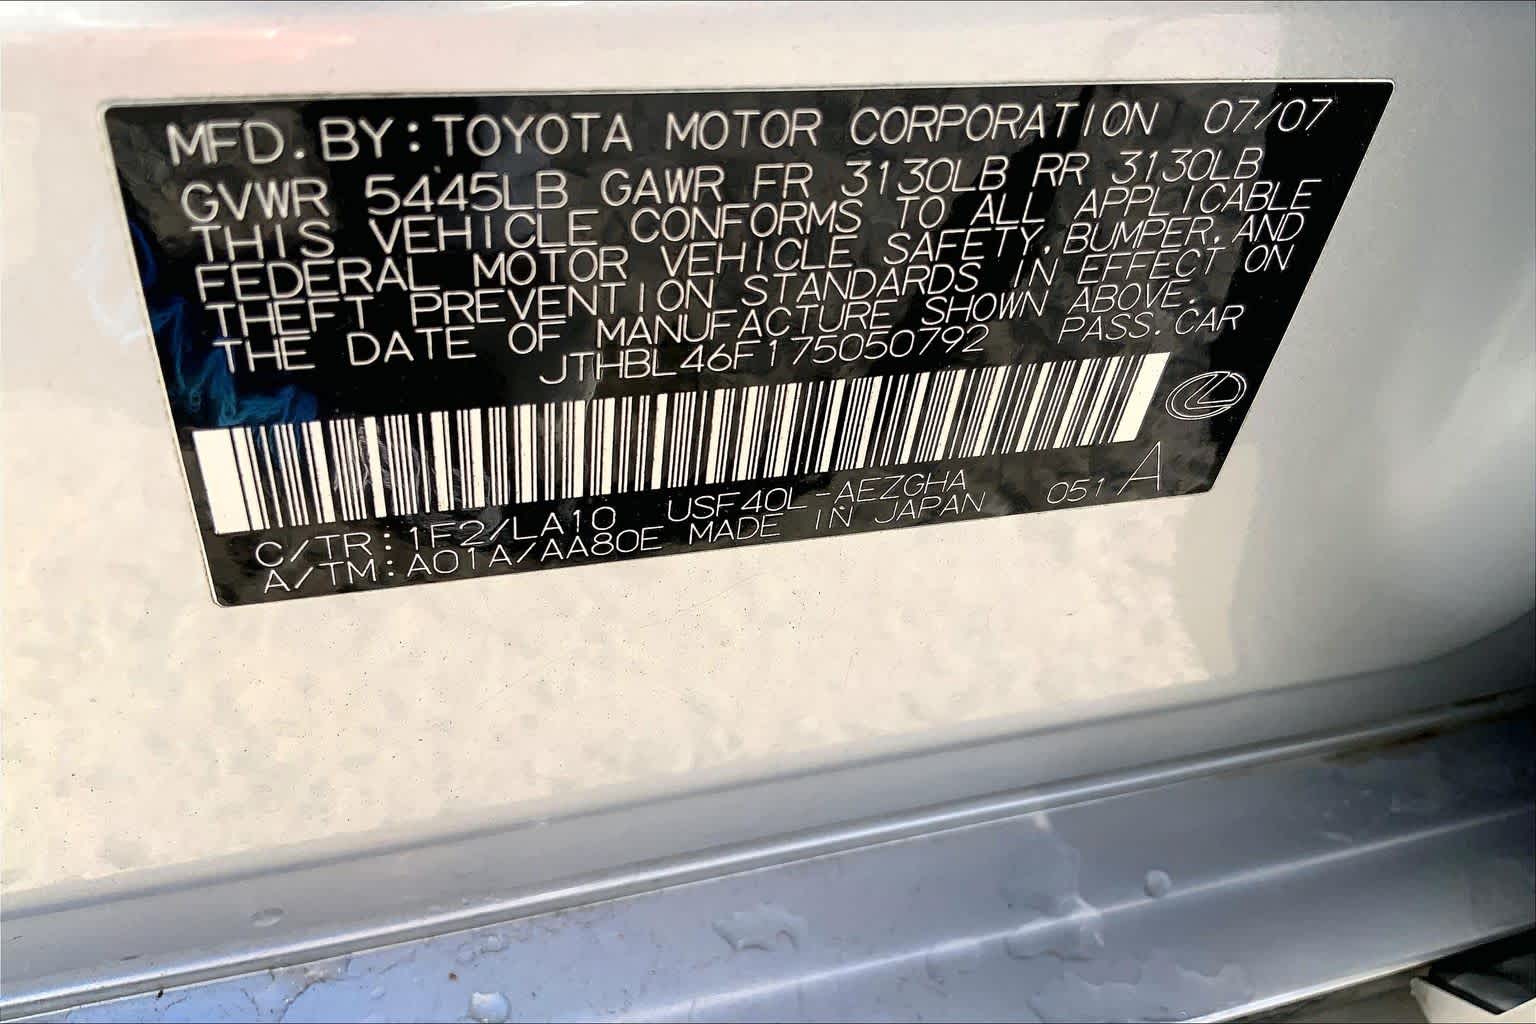 MFD. BY: TOYOTA MOTOR CORPORATION 07/07
GVWR 5445LB GAWR FR 3130LB RR 3130LB
THIS VEHICLE CONFORMS TO ALL APPLICABLE
FEDERAL MOTOR VEHICLE SAFETY, BUMPER, AND
THEFT PREVENTION STANDARDS IN EFFECT ON
THE DATE OF MANUFACTURE SHOWN ABOVE.
JTHBL46F175050792 PASS. CAR
C/TR: 1F2/LA10 USF40L-AEZGHA 051 A
A/TM: A01A/AA80E MADE IN JAPAN